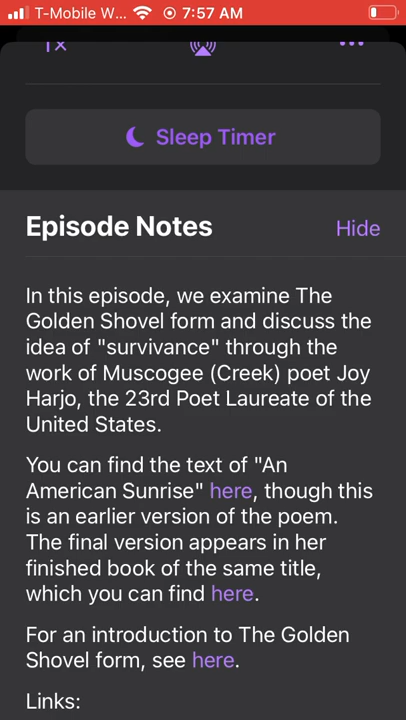 T-Mobile W... 7:57 AM
1x ...
Sleep Timer
Episode Notes Hide
In this episode, we examine The
Golden Shovel form and discuss the
idea of "survivance" through the
work of Muscogee (Creek) poet Joy
Harjo, the 23rd Poet Laureate of the
United States.
You can find the text of "An
American Sunrise" here, though this
is an earlier version of the poem.
The final version appears in her
finished book of the same title,
which you can find here.
For an introduction to The Golden
Shovel form, see here.
Links: